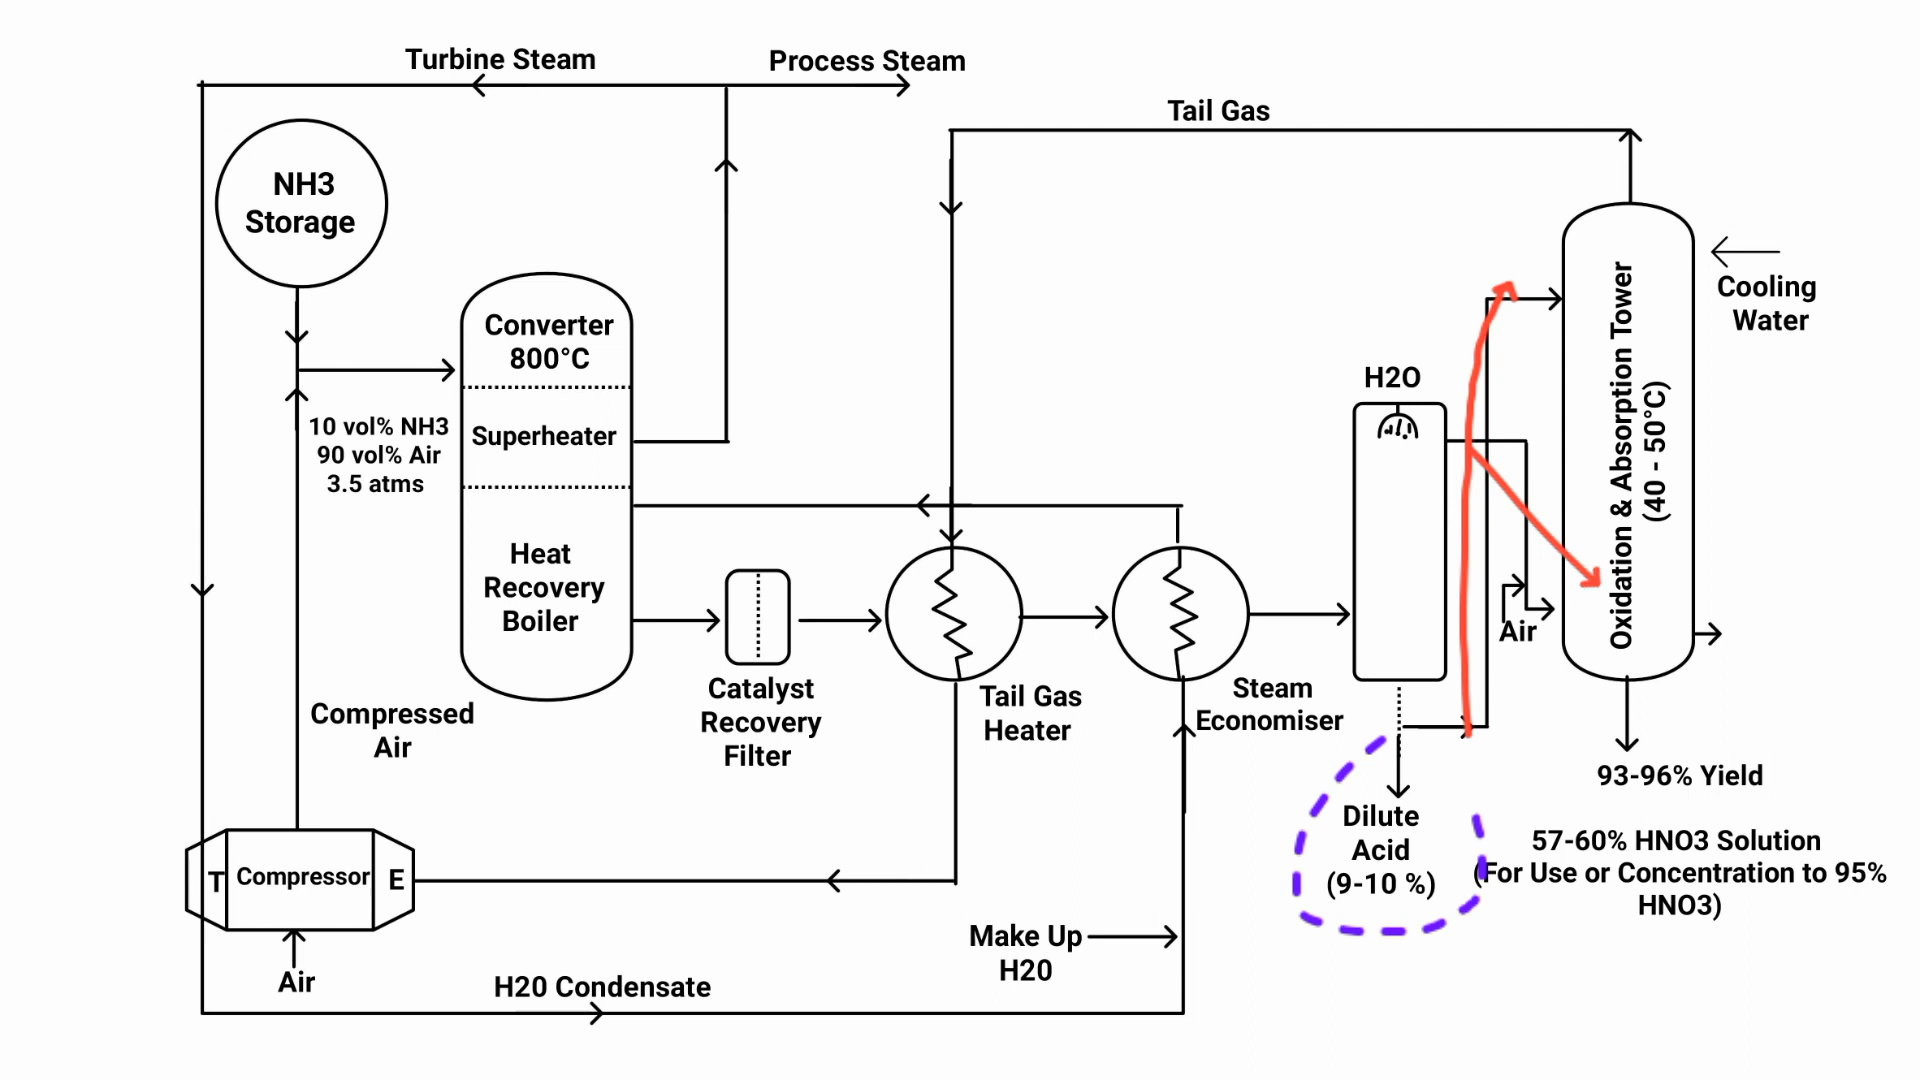 Turbine Steam
Process Steam
Tail Gas
NH3
Storage
Cooling
Water
Converter
800°C
Superheater
Heat
Recovery
Boiler
10 vol% NH3
90 vol% Air
3.5 atms
H2O
Oxidation & Absorption Tower
(40 - 50°C)
Air
Catalyst
Recovery
Filter
Tail Gas
Heater
Steam
Economiser
Compressed
Air
93-96% Yield
Dilute
Acid
(9-10 %)
57-60% HNO3 Solution
(For Use or Concentration to 95%
HNO3)
T
Compressor
E
Air
Make Up
H20
H20 Condensate